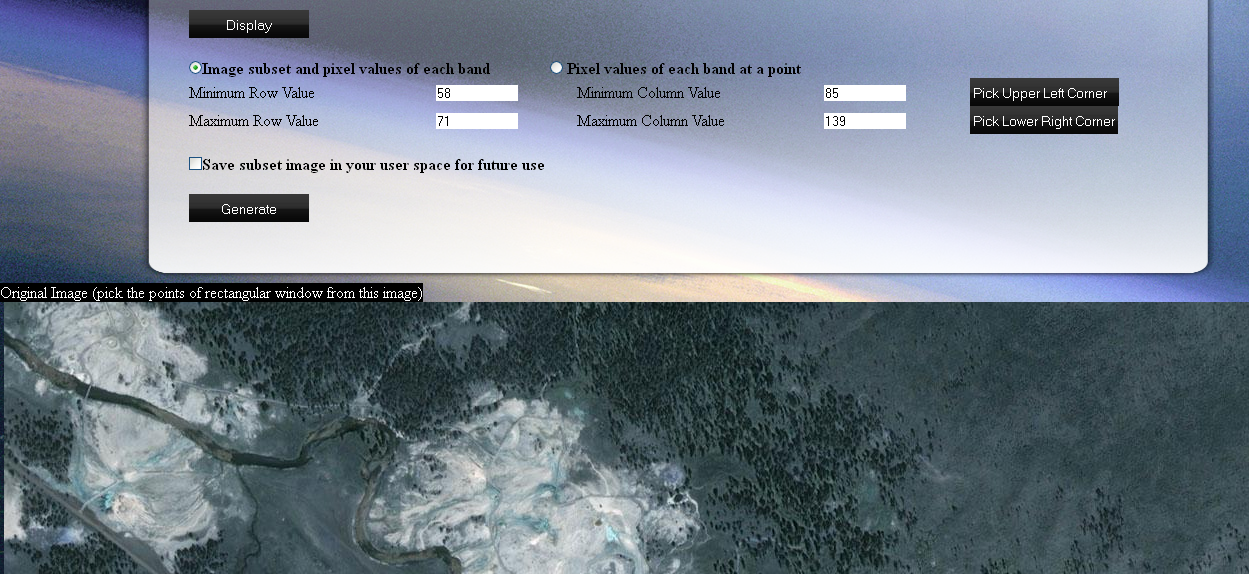 Display
Image subset and pixel values of each band Pixel values of each band at a point
Minimum Row Value 58 Minimum Column Value 85 Pick Upper Left Corner
Maximum Row Value 71 Maximum Column Value 139 Pick Lower Right Corner
Save subset image in your user space for future use
Generate
Original Image (pick the points of rectangular window from this image)